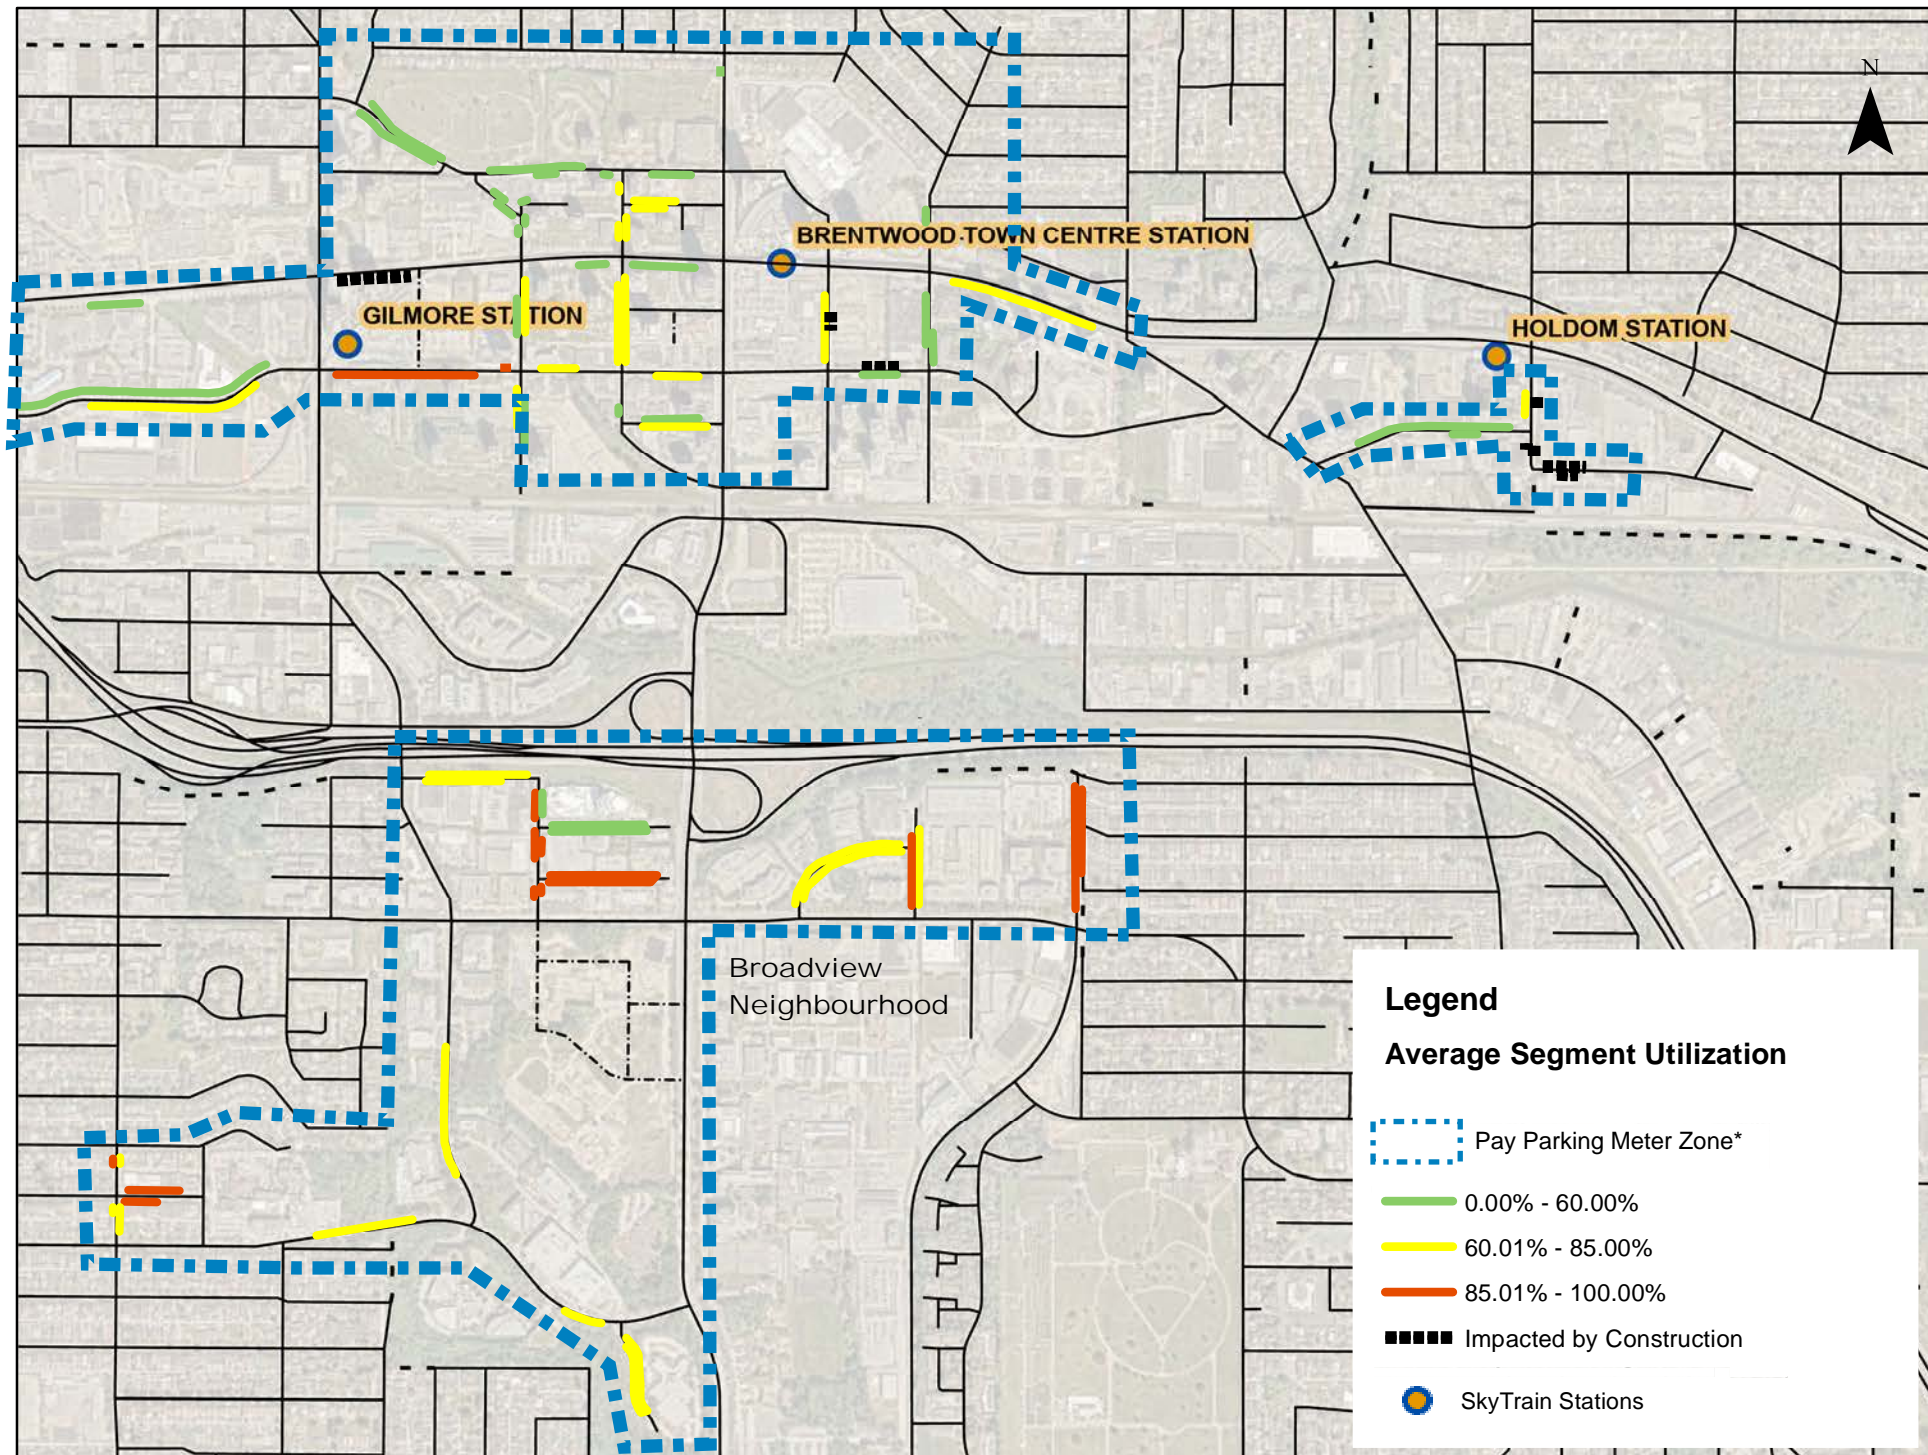 N
BRENTWOOD TOWN CENTRE STATION
GILMORE STATION
HOLDOM STATION
Broadview
Neighbourhood
Legend
Average Segment Utilization
Pay Parking Meter Zone*
0.00% - 60.00%
60.01% - 85.00%
85.01% - 100.00%
Impacted by Construction
SkyTrain Stations